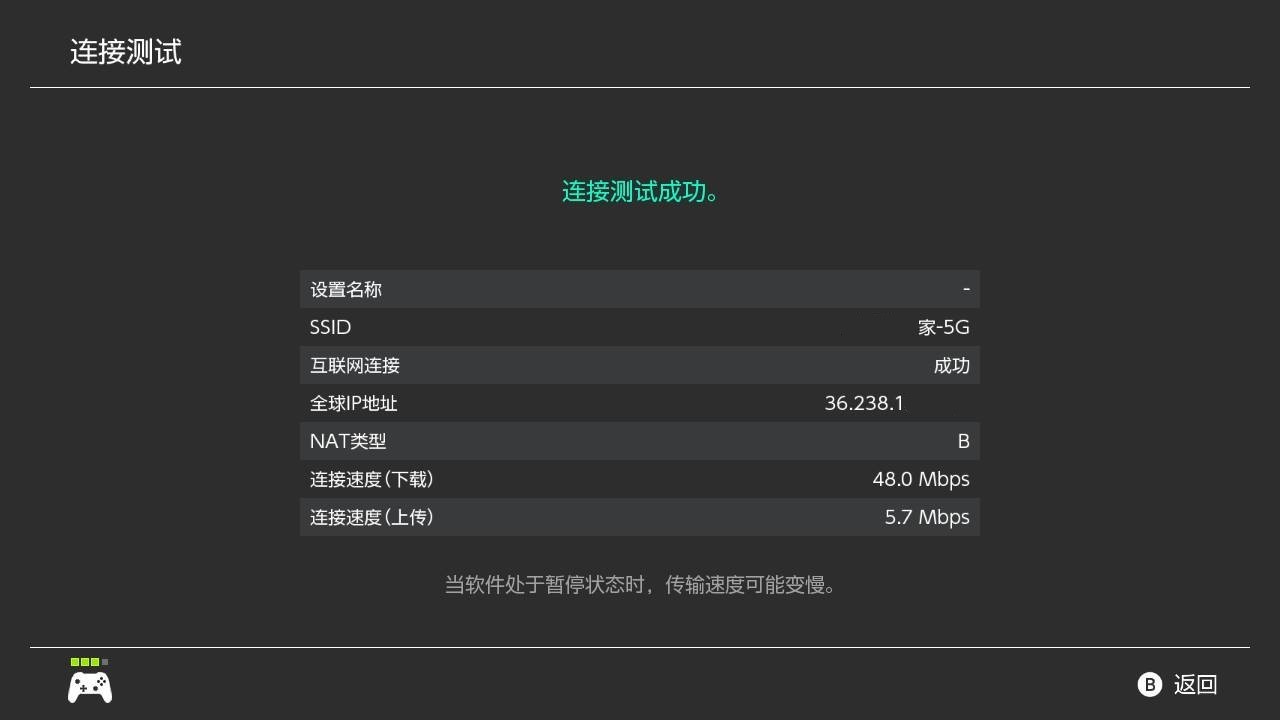 连接测试
连接测试成功。
设置名称 -
SSID 家-5G
互联网连接 成功
全球IP地址 36.238.1
NAT类型 B
连接速度(下载) 48.0 Mbps
连接速度(上传) 5.7 Mbps
当软件处于暂停状态时，传输速度可能变慢。
B 返回